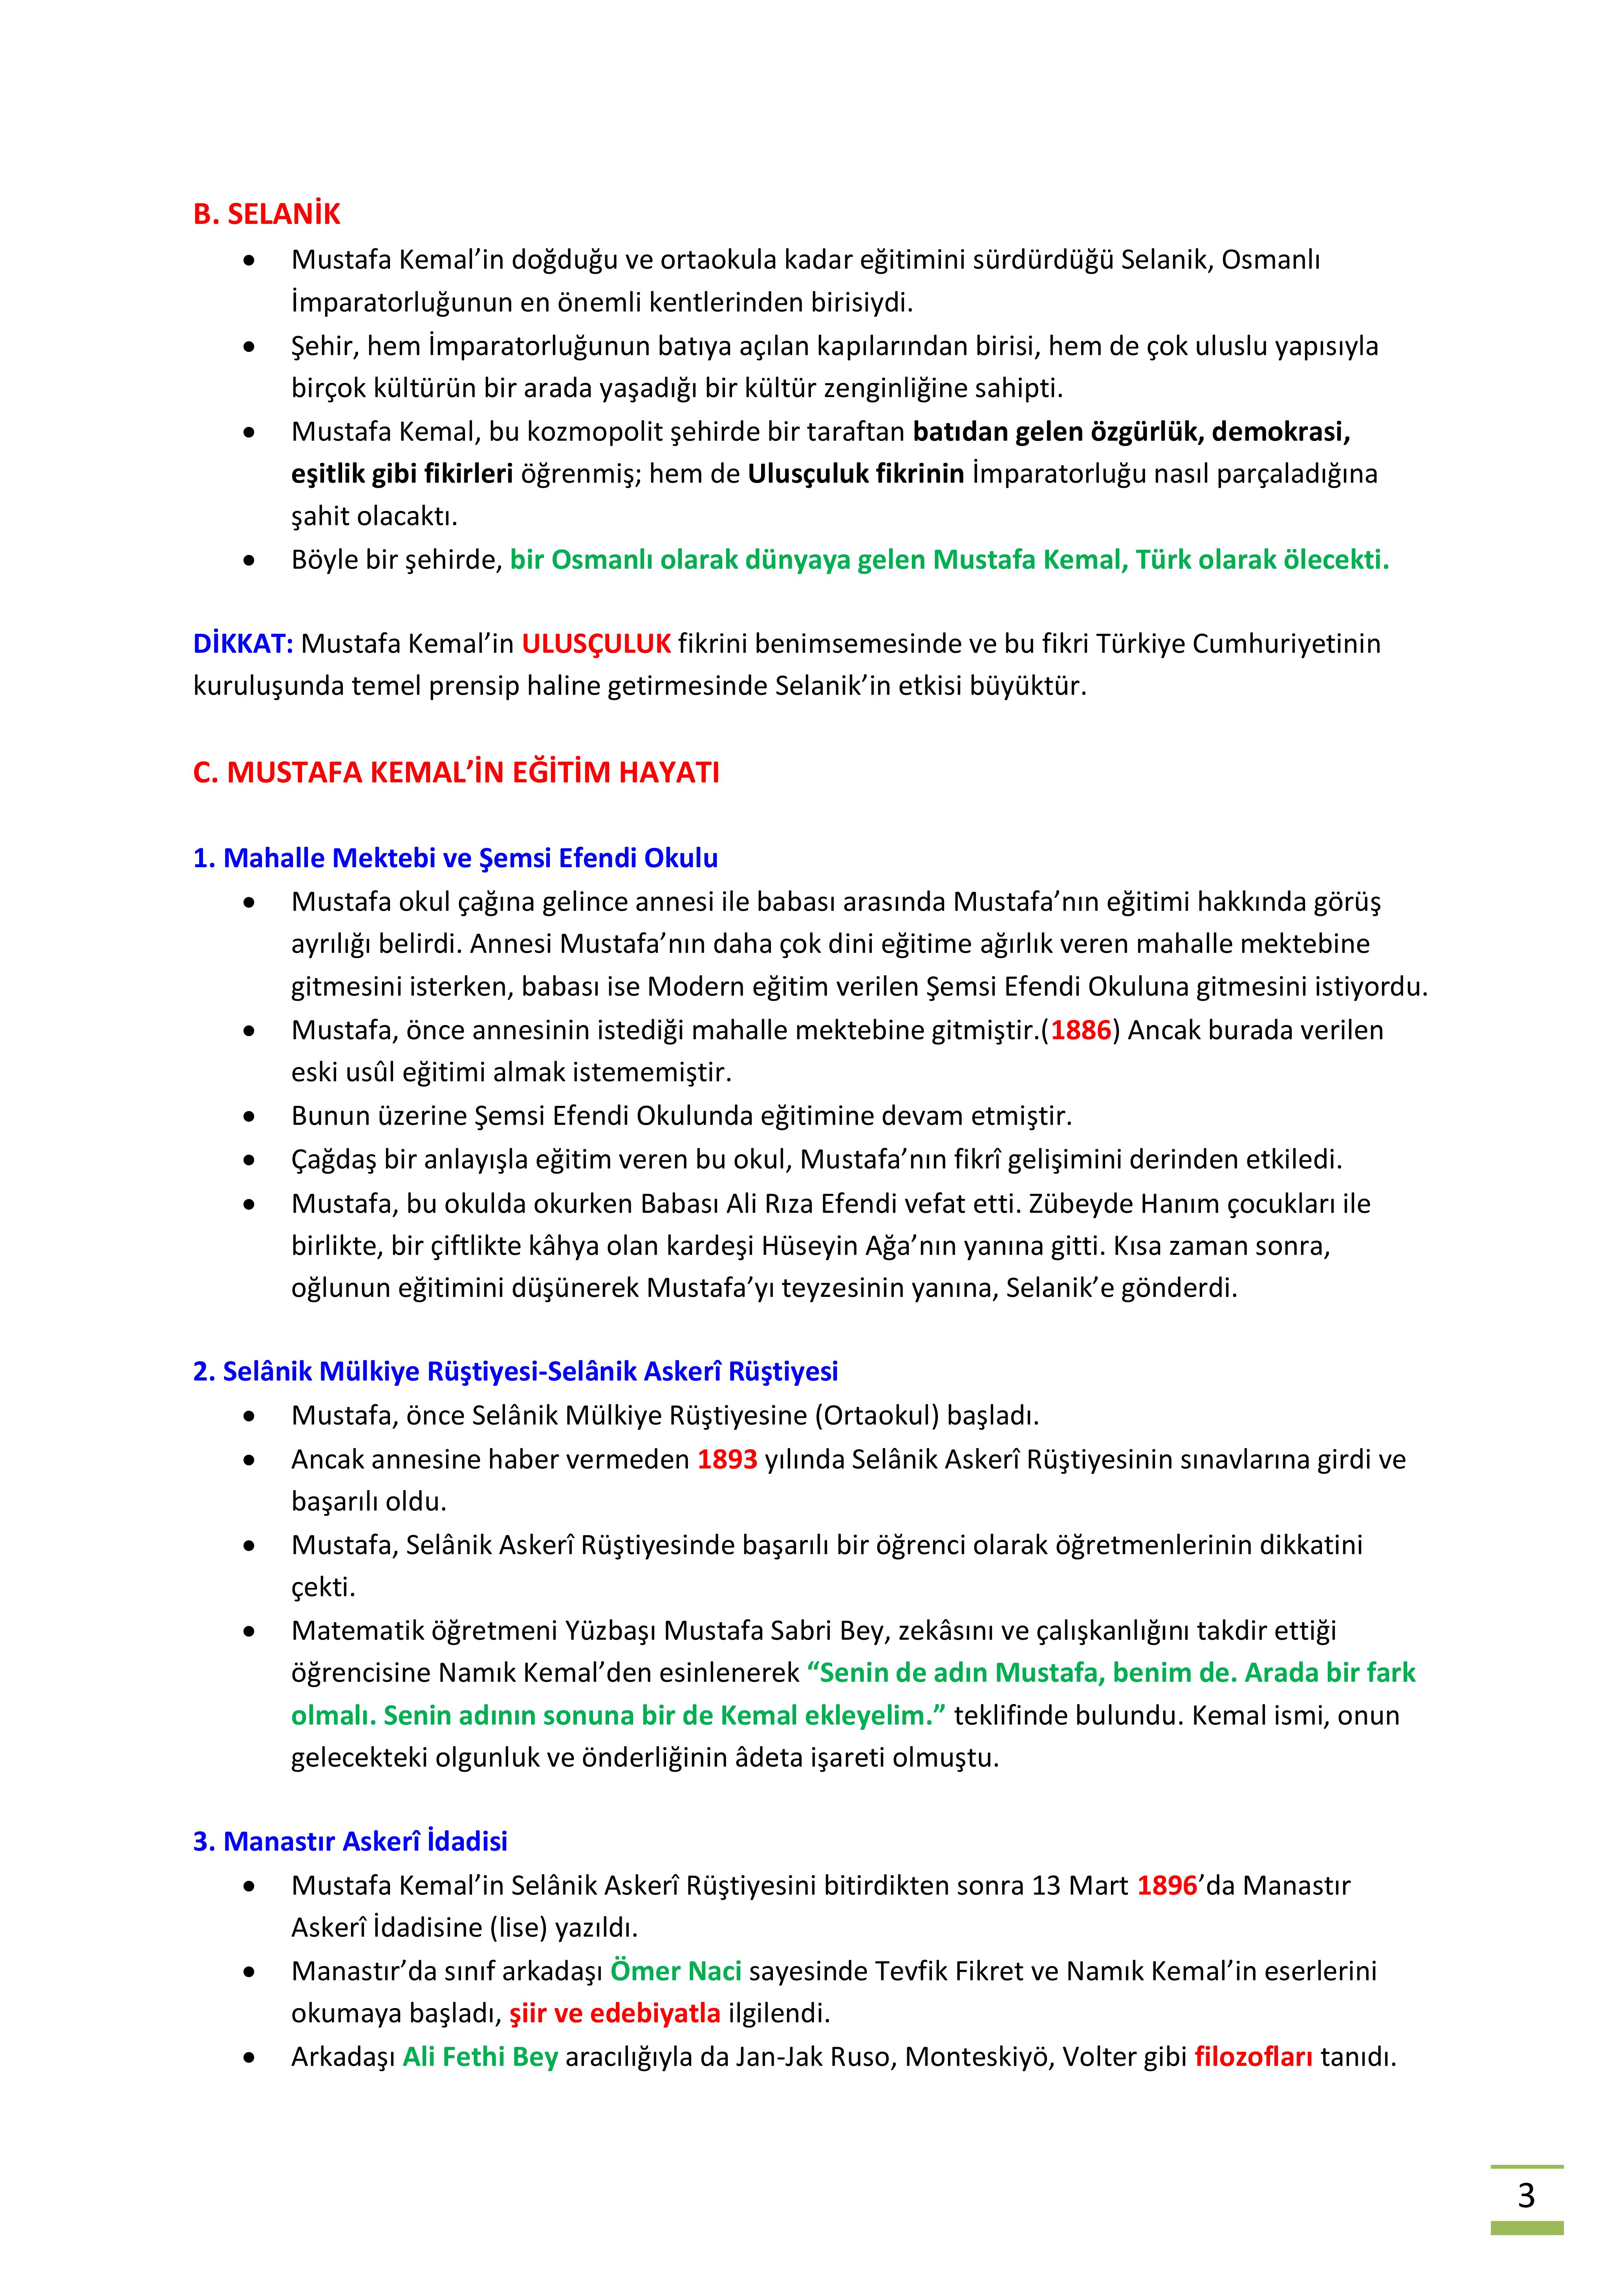 B. SELANİK
• Mustafa Kemal’in doğduğu ve ortaokula kadar eğitimini sürdürdüğü Selanik, Osmanlı
İmparatorluğunun en önemli kentlerinden birisiydi.
• Şehir, hem İmparatorluğunun batıya açılan kapılarından birisi, hem de çok uluslu yapısıyla
birçok kültürün bir arada yaşadığı bir kültür zenginliğine sahipti.
• Mustafa Kemal, bu kozmopolit şehirde bir taraftan batıdan gelen özgürlük, demokrasi,
eşitlik gibi fikirleri öğrenmiş; hem de Ulusçuluk fikrinin İmparatorluğu nasıl parçaladığına
şahit olacaktı.
• Böyle bir şehirde, bir Osmanlı olarak dünyaya gelen Mustafa Kemal, Türk olarak ölecekti.
DİKKAT: Mustafa Kemal’in ULUSÇULUK fikrini benimsemesinde ve bu fikri Türkiye Cumhuriyetinin
kuruluşunda temel prensip haline getirmesinde Selanik’in etkisi büyüktür.
C. MUSTAFA KEMAL’İN EĞİTİM HAYATI
1. Mahalle Mektebi ve Şemsi Efendi Okulu
• Mustafa okul çağına gelince annesi ile babası arasında Mustafa’nın eğitimi hakkında görüş
ayrılığı belirdi. Annesi Mustafa’nın daha çok dini eğitime ağırlık veren mahalle mektebine
gitmesini isterken, babası ise Modern eğitim verilen Şemsi Efendi Okuluna gitmesini istiyordu.
• Mustafa, önce annesinin istediği mahalle mektebine gitmiştir.(1886) Ancak burada verilen
eski usûl eğitimi almak istememiştir.
• Bunun üzerine Şemsi Efendi Okulunda eğitimine devam etmiştir.
• Çağdaş bir anlayışla eğitim veren bu okul, Mustafa’nın fikrî gelişimini derinden etkiledi.
• Mustafa, bu okulda okurken Babası Ali Rıza Efendi vefat etti. Zübeyde Hanım çocukları ile
birlikte, bir çiftlikte kâhya olan kardeşi Hüseyin Ağa’nın yanına gitti. Kısa zaman sonra,
oğlunun eğitimini düşünerek Mustafa’yı teyzesinin yanına, Selanik’e gönderdi.
2. Selânik Mülkiye Rüştiyesi-Selânik Askerî Rüştiyesi
• Mustafa, önce Selânik Mülkiye Rüştiyesine (Ortaokul) başladı.
• Ancak annesine haber vermeden 1893 yılında Selânik Askerî Rüştiyesinin sınavlarına girdi ve
başarılı oldu.
• Mustafa, Selânik Askerî Rüştiyesinde başarılı bir öğrenci olarak öğretmenlerinin dikkatini
çekti.
• Matematik öğretmeni Yüzbaşı Mustafa Sabri Bey, zekâsını ve çalışkanlığını takdir ettiği
öğrencisine Namık Kemal’den esinlenerek “Senin de adın Mustafa, benim de. Arada bir fark
olmalı. Senin adının sonuna bir de Kemal ekleyelim.” teklifinde bulundu. Kemal ismi, onun
gelecekteki olgunluk ve önderliğinin âdeta işareti olmuştu.
3. Manastır Askerî İdadisi
• Mustafa Kemal’in Selânik Askerî Rüştiyesini bitirdikten sonra 13 Mart 1896’da Manastır
Askerî İdadisine (lise) yazıldı.
• Manastır’da sınıf arkadaşı Ömer Naci sayesinde Tevfik Fikret ve Namık Kemal’in eserlerini
okumaya başladı, şiir ve edebiyatla ilgilendi.
• Arkadaşı Ali Fethi Bey aracılığıyla da Jan-Jak Ruso, Monteskiyö, Volter gibi filozofları tanıdı.
3